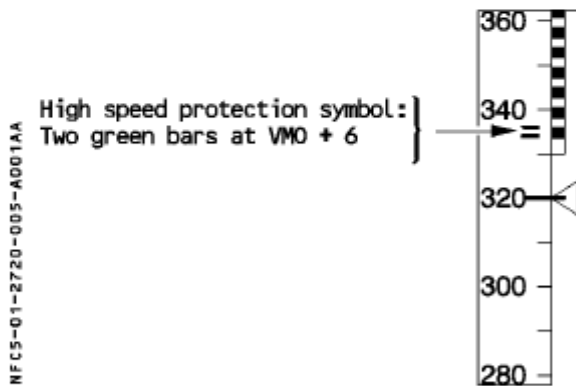 360
High speed protection symbol:
340
Two green bars at VMO + 6
320
300
280
NFC5-01-2720-005-A001AA